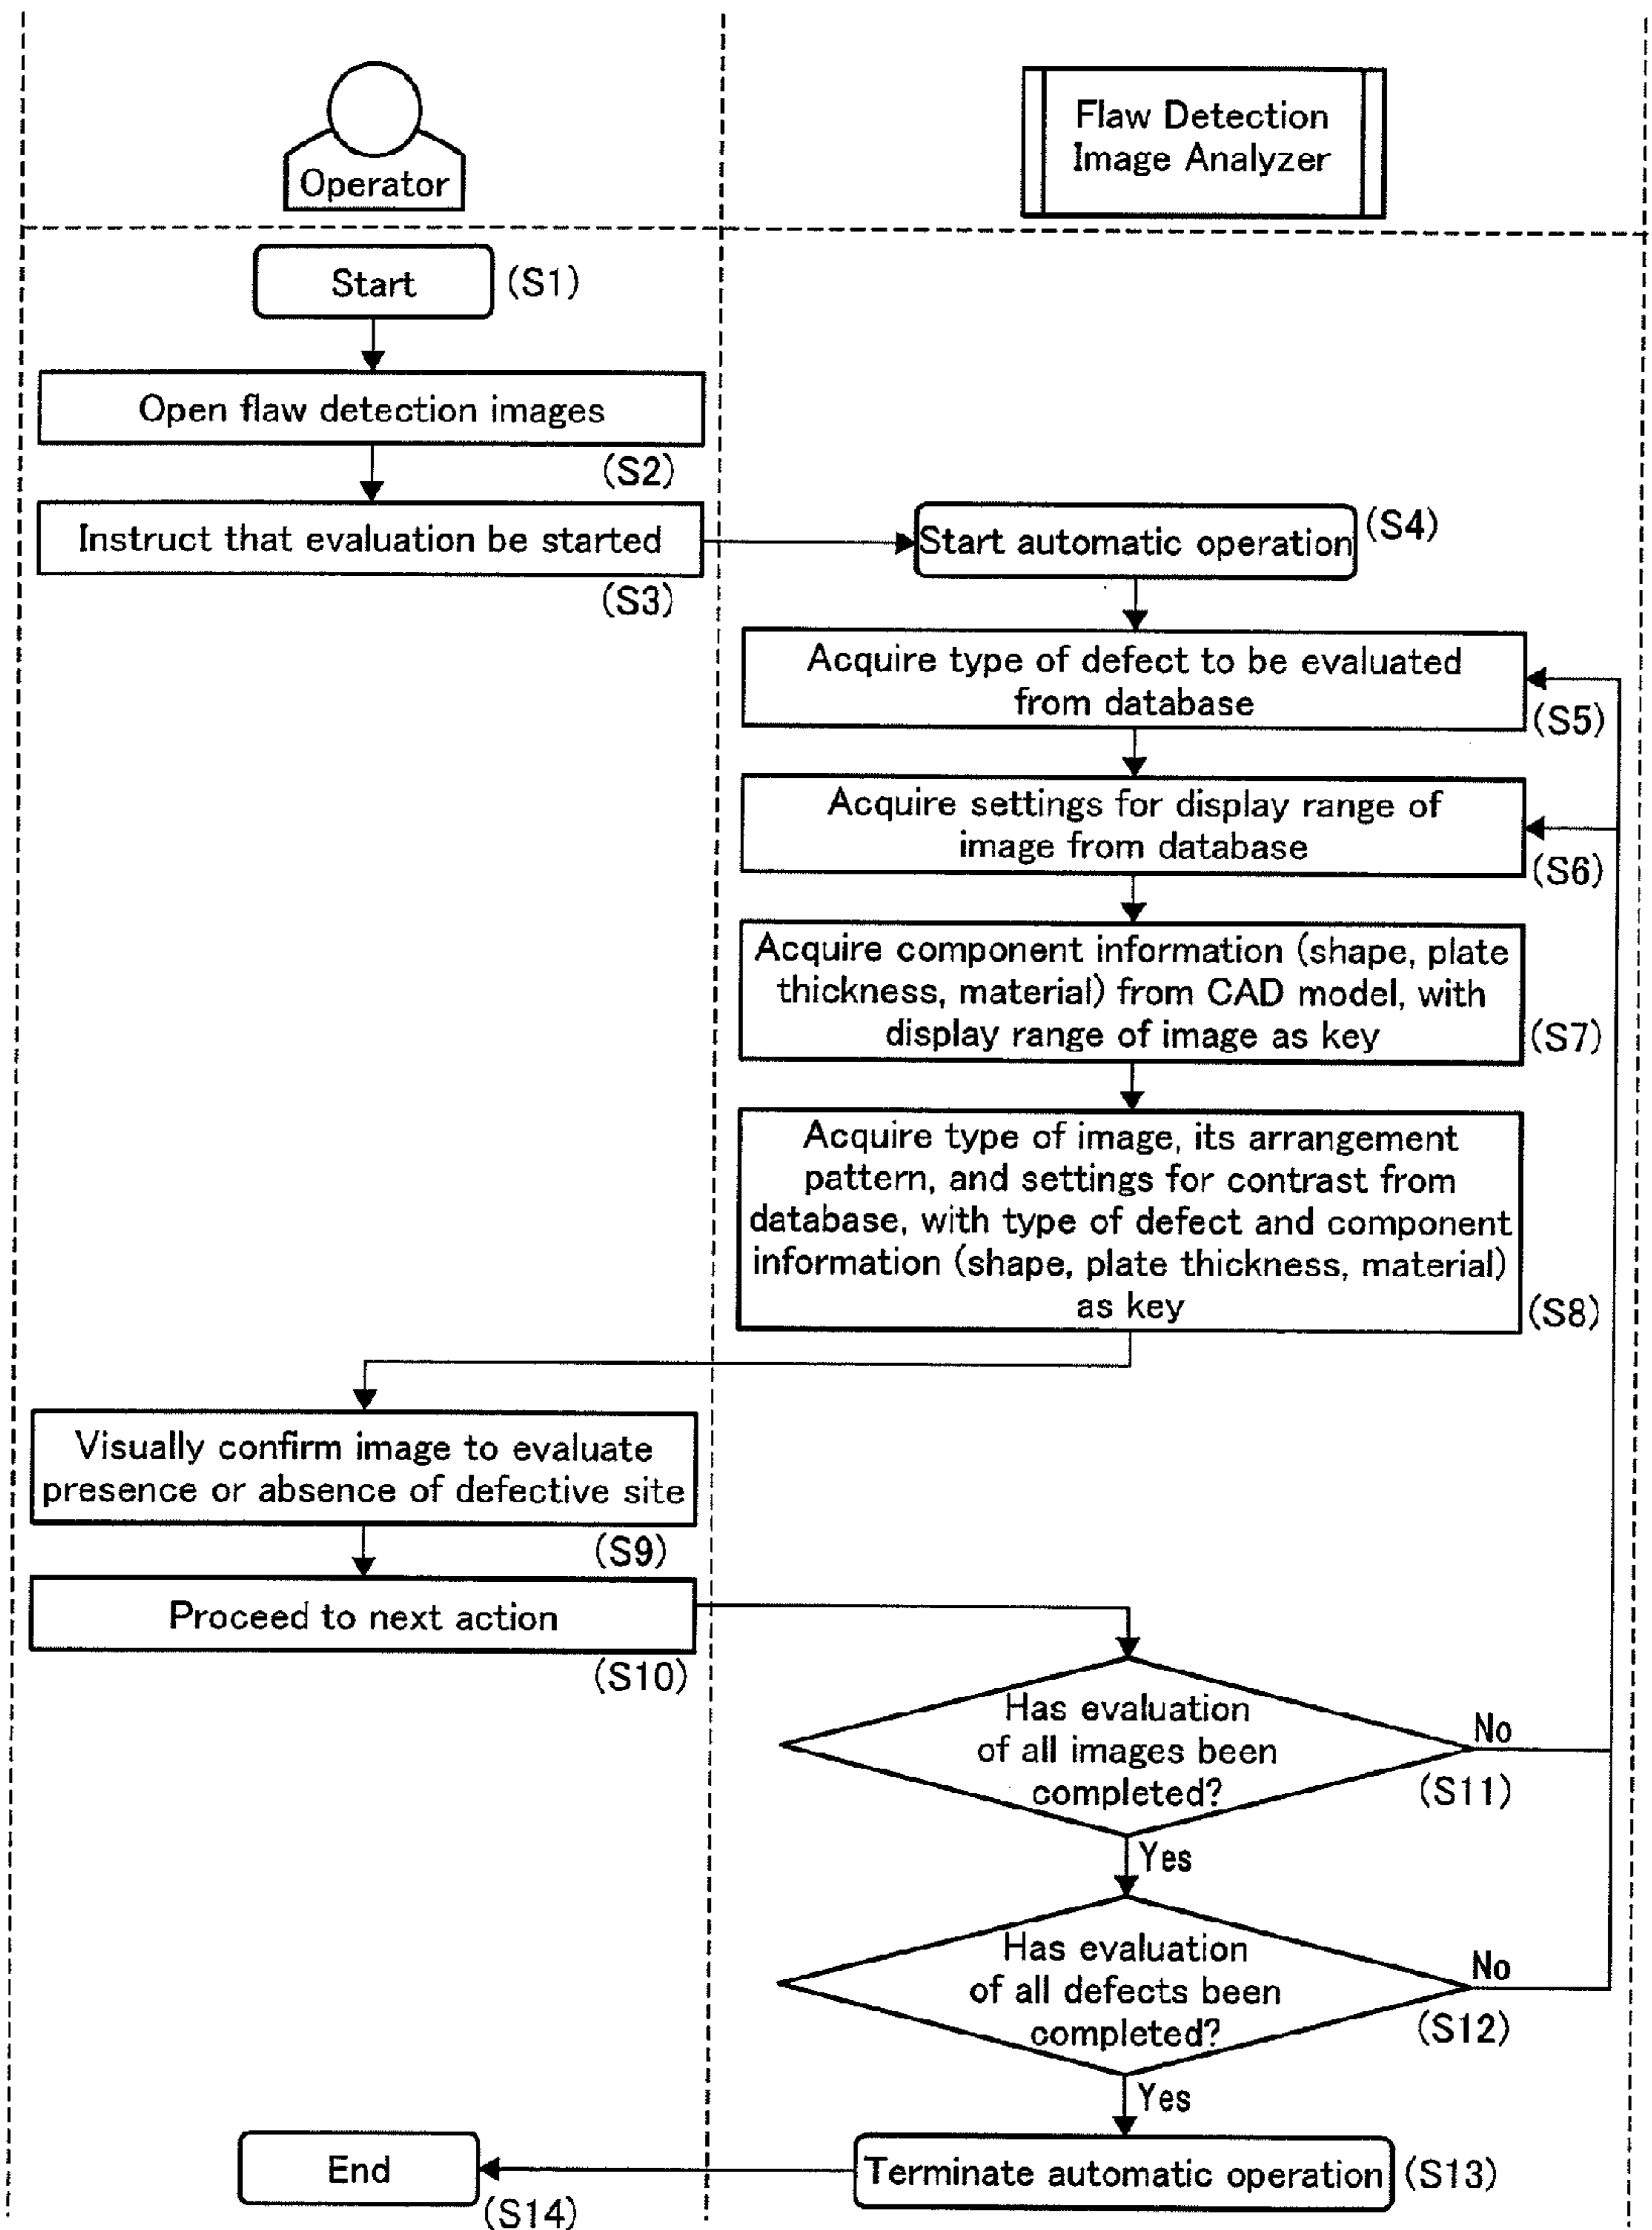 Operator
Flaw Detection
Image Analyzer
Start
(S1)
Open flaw detection images
(S2)
Instruct that evaluation be started
(S3)
Start automatic operation
(S4)
Acquire type of defect to be evaluated
from database
(S5)
Acquire settings for display range of
image from database
(S6)
Acquire component information (shape, plate
thickness, material) from CAD model, with
display range of image as key
(S7)
Acquire type of image, its arrangement
pattern, and settings for contrast from
database, with type of defect and component
information (shape, plate thickness, material)
as key
(S8)
Visually confirm image to evaluate
presence or absence of defective site
(S9)
Proceed to next action
(S10)
Has evaluation
of all images been
completed?
No
(S11)
Yes
Has evaluation
of all defects been
completed?
No
(S12)
Yes
Terminate automatic operation
(S13)
End
(S14)